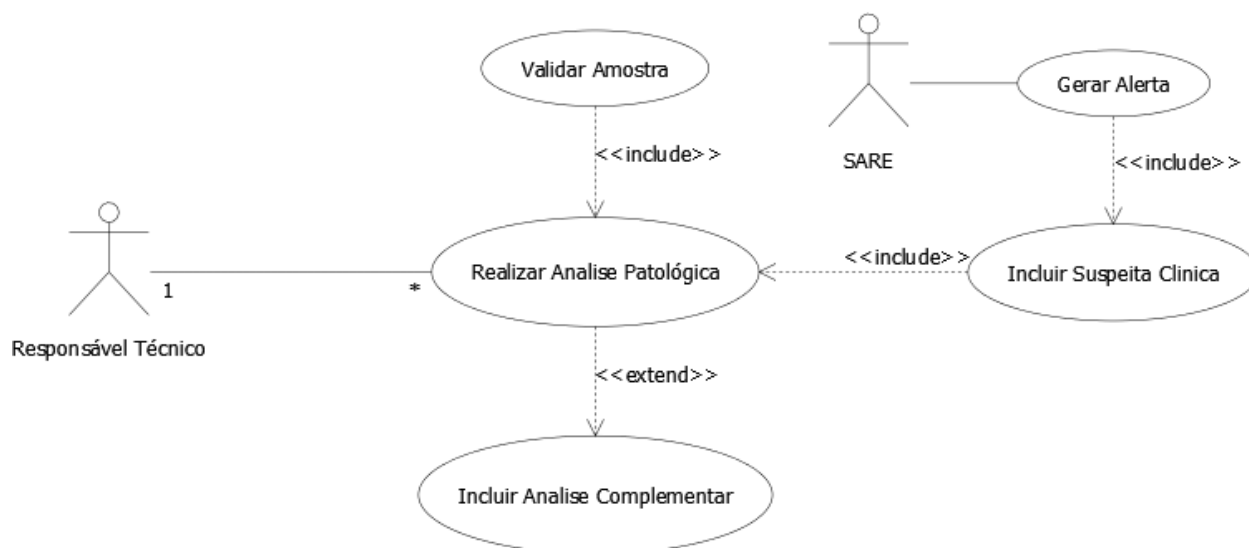 Validar Amostra
Gerar Alerta
SARE
<<include>>
<<include>>
Realizar Analise Patológica
<<include>>
Incluir Suspeita Clinica
1
*
Responsável Técnico
<<extend>>
Incluir Analise Complementar